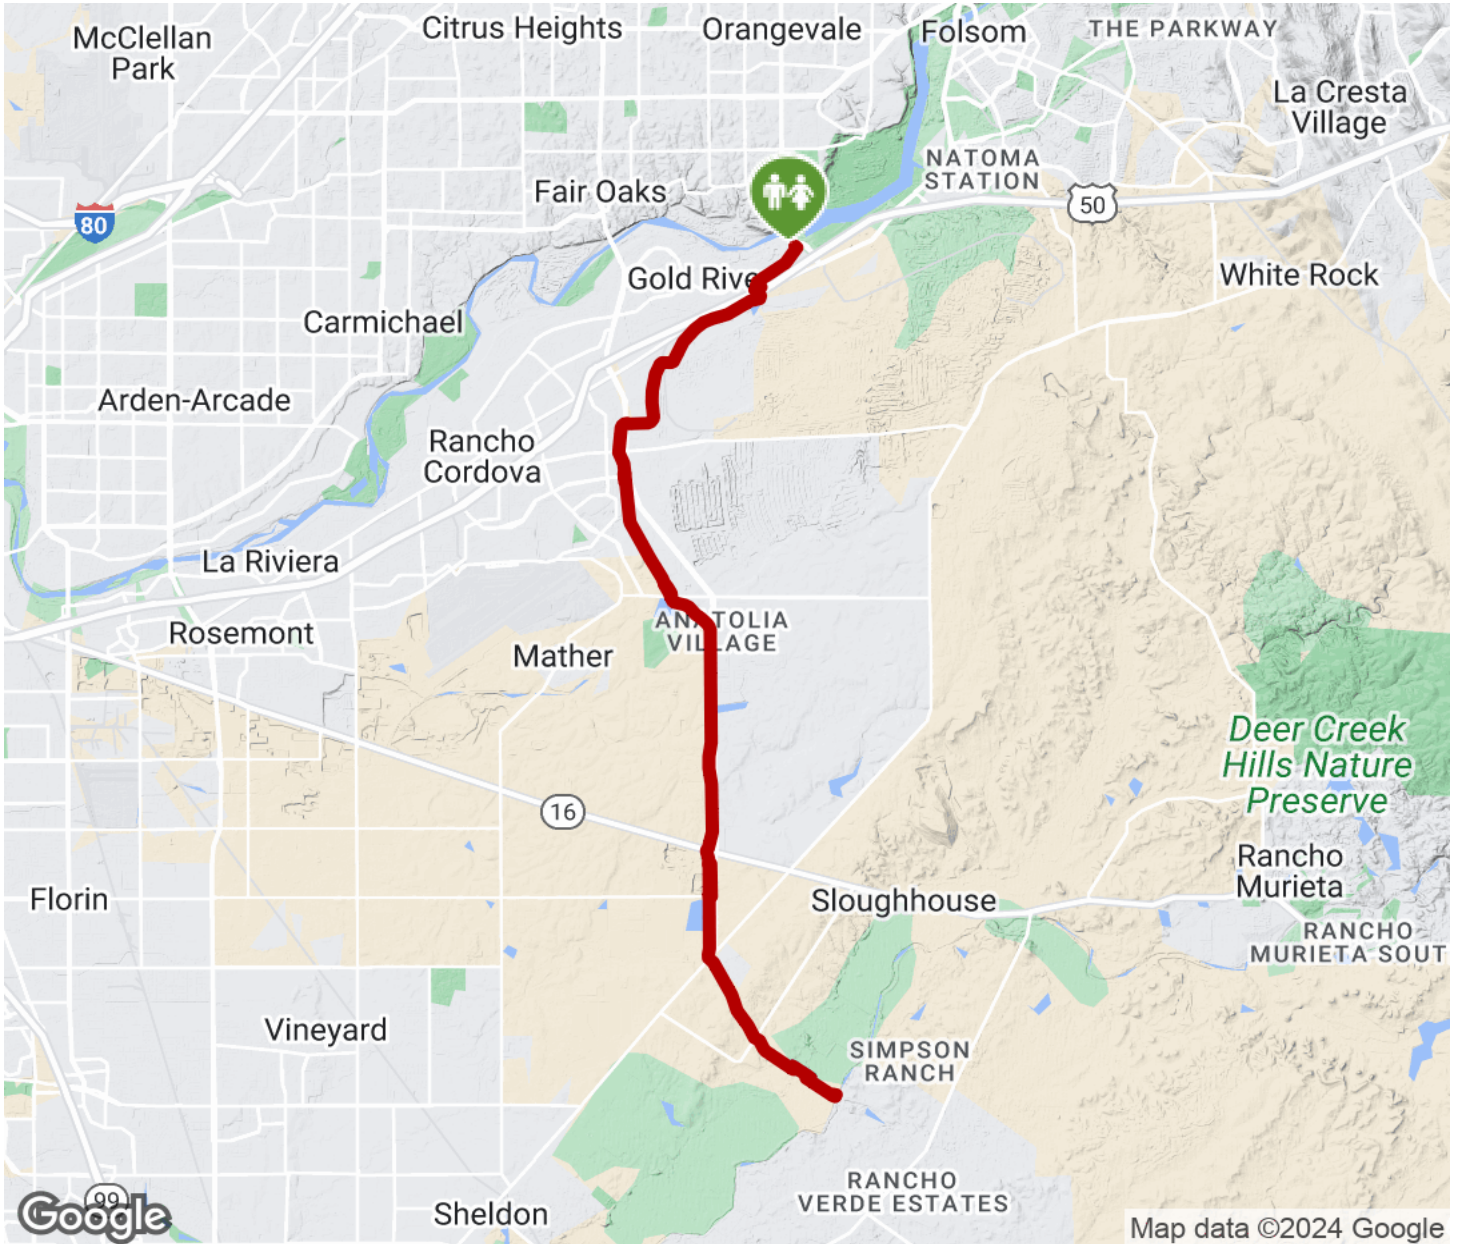 McClellan
Park
Citrus Heights
Orangevale
Folsom
THE PARKWAY
La Cresta
Village
NATOMA
STATION
50
80
Fair Oaks
Gold Rive
White Rock
Carmichael
Arden-Arcade
Rancho
Cordova
La Riviera
Rosemont
ANATOLIA
VILLAGE
Mather
Deer Creek
Hills Nature
Preserve
16
Rancho
Murieta
Florin
Sloughhouse
RANCHO
MURIETA SOUT
Vineyard
SIMPSON
RANCH
RANCHO
VERDE ESTATES
99
Google
Sheldon
Map data ©2024 Google